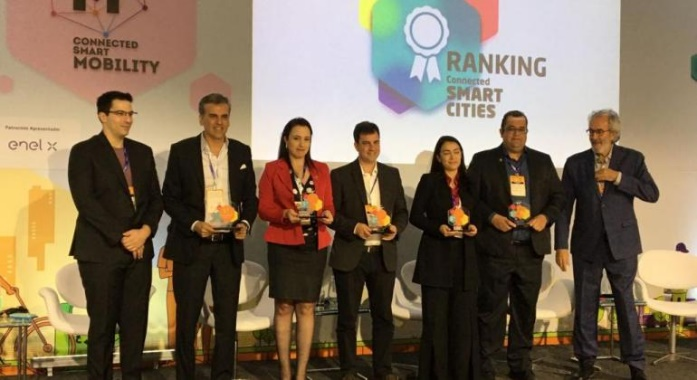 CONNECTED
SMART
MOBILITY
enel x
RANKING
Connected
SMART
CITIES